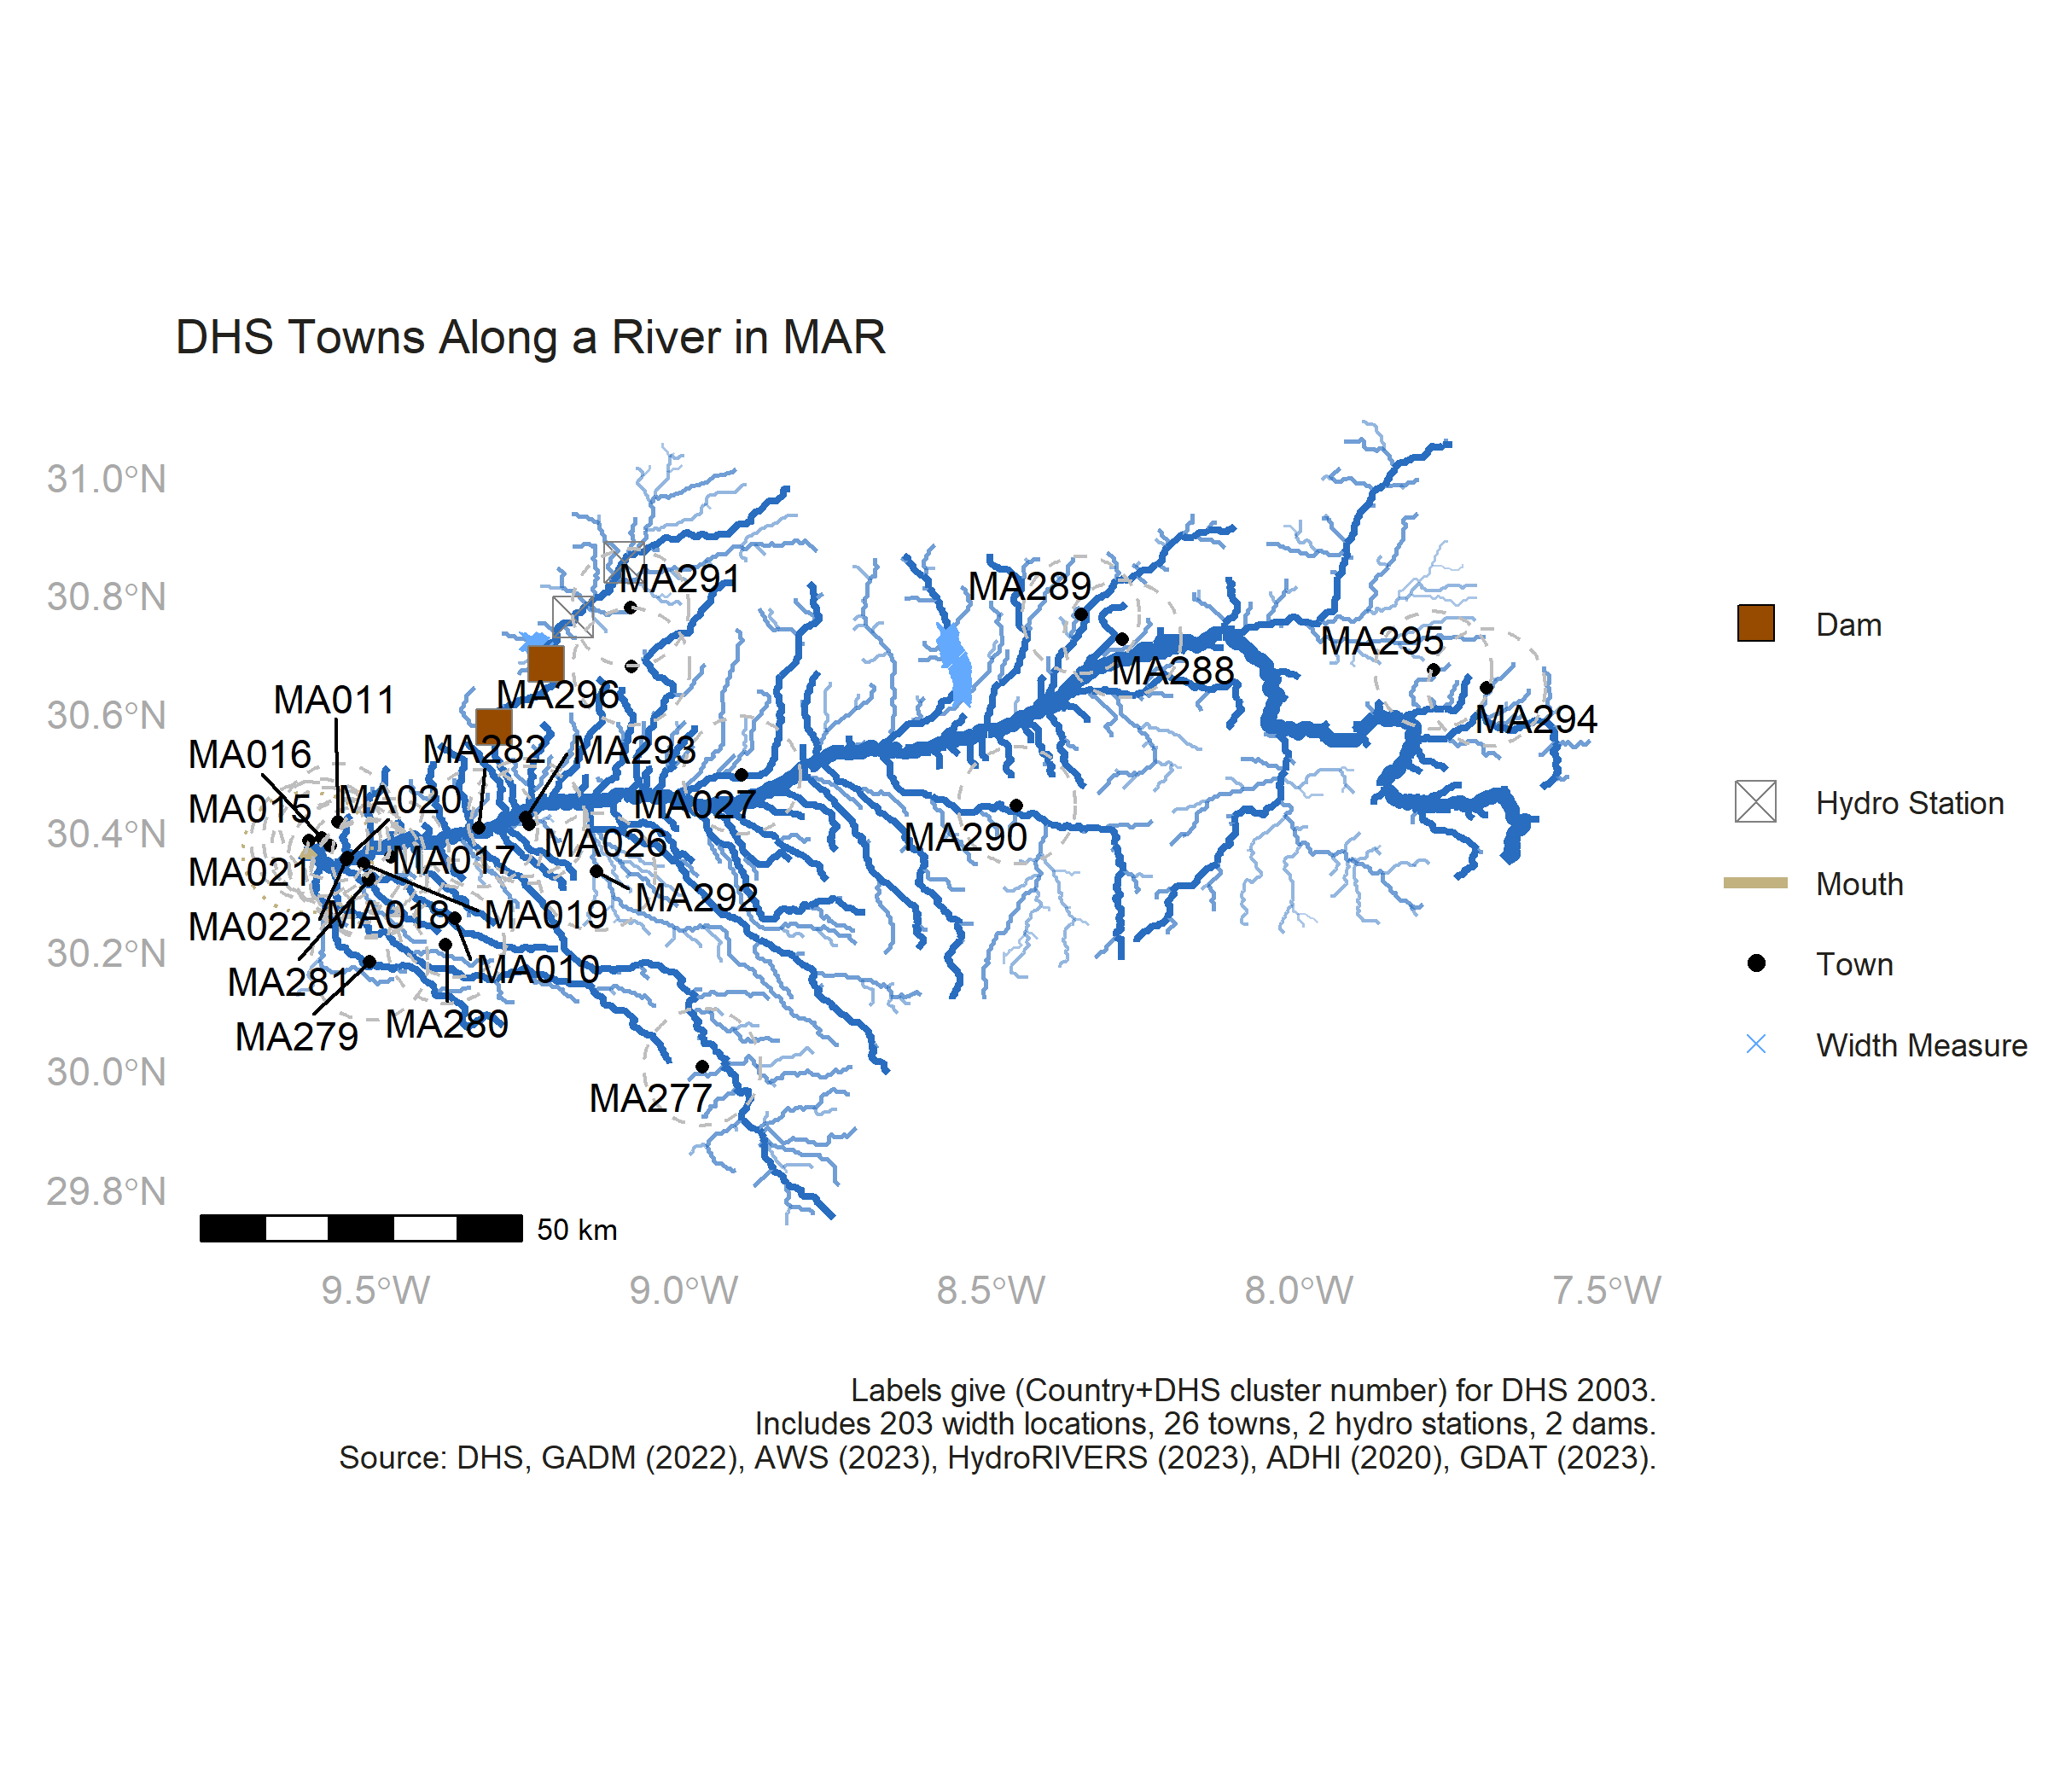 DHS Towns Along a River in MAR
31.0°N
30.8°N
30.6°N
30.4°N
30.2°N
30.0°N
29.8°N
9.5°W
9.0°W
8.5°W
8.0°W
7.5°W
50 km
MA291
MA289
MA295
MA288
MA296
MA011
MA294
MA016
MA282
MA293
MA015
MA020
MA027
MA290
MA026
MA017
MA021
MA292
MA018
MA019
MA022
MA010
MA281
MA280
MA279
MA277
Dam
Hydro Station
Mouth
Town
Width Measure
Labels give (Country+DHS cluster number) for DHS 2003.
Includes 203 width locations, 26 towns, 2 hydro stations, 2 dams.
Source: DHS, GADM (2022), AWS (2023), HydroRIVERS (2023), ADHI (2020), GDAT (2023).